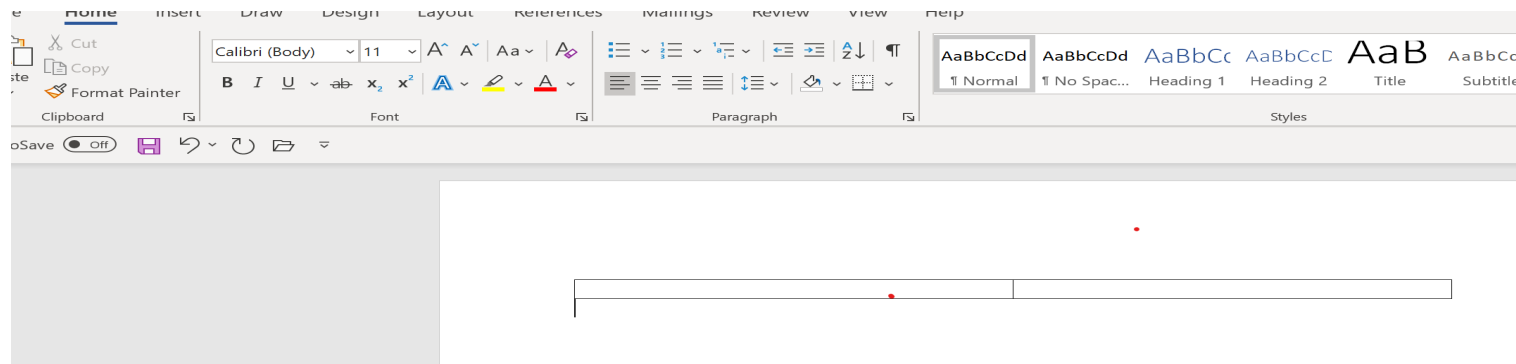 Home Insert Draw Design Layout References Mailings Review View Help
Cut
Calibri (Body) 11 A A Aa A
Copy
B I U ab x₂ x² A A
Format Painter
AaBbCcDd AaBbCcDd AaBbCc AaBbCcD AaB AaBbCc
¶ Normal ¶ No Spac... Heading 1 Heading 2 Title Subtitle
Clipboard Font Paragraph Styles
oSave Off